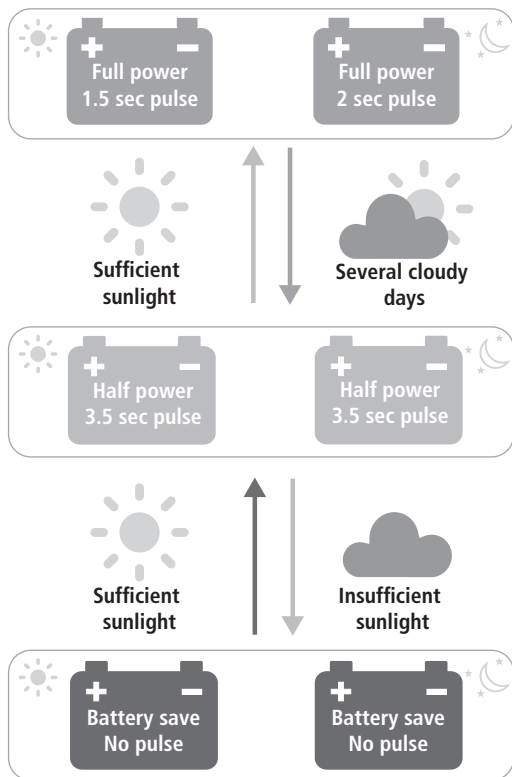 Full power
1.5 sec pulse
Full power
2 sec pulse
Sufficient
sunlight
Several cloudy
days
Half power
3.5 sec pulse
Half power
3.5 sec pulse
Sufficient
sunlight
Insufficient
sunlight
Battery save
No pulse
Battery save
No pulse